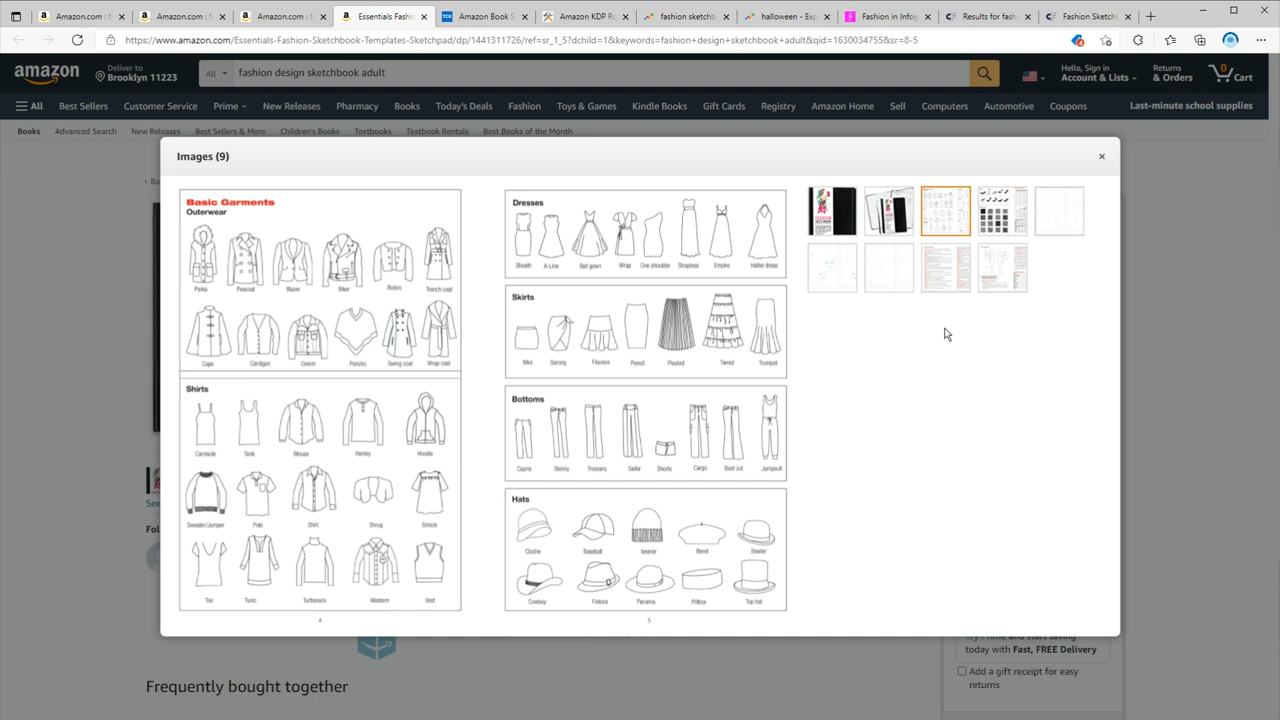 Amazon.com : fa
Amazon.com : fa
Amazon.com : fa
Essentials Fashi
Amazon Book S
Amazon KDP Ro
fashion sketchb
halloween - Exp
Fashion in Infog
Results for fash
Fashion Sketchb
https://www.amazon.com/Essentials-Fashion-Sketchbook-Templates-Sketchpad/dp/1441311726/ref=sr_1_5?dchild=1&keywords=fashion+design+sketchbook+adult&qid=1630034755&sr=8-5
amazon
Deliver to
Brooklyn 11223
All
fashion design sketchbook adult
Hello, Sign in
Account & Lists
Returns
& Orders
0
Cart
All
Best Sellers
Customer Service
Prime
New Releases
Pharmacy
Books
Today's Deals
Fashion
Toys & Games
Kindle Books
Gift Cards
Registry
Amazon Home
Sell
Computers
Automotive
Coupons
Last-minute school supplies
Books
Advanced Search
New Releases
Best Sellers & More
Children's Books
Textbooks
Textbook Rentals
Best Books of the Month
Images (9)
‹ Ba
Basic Garments
Outerwear
Parka Peacoat Blazer Biker Bolero Trench coat
Cape Cardigan Denim Poncho Swing coat Wrap coat
Shirts
Camisole Tank Blouse Henley Hoodie
Sweater/Jumper Polo Shirt Shrug Smock
Tee Tunic Turtleneck Western Vest
4
Dresses
Sheath A-Line Ball gown Wrap One shoulder Strapless Empire Halter dress
Skirts
Mini Sarong Flounce Pencil Pleated Tiered Trumpet
Bottoms
Capris Skinny Trousers Sailor Shorts Cargo Boot cut Jumpsuit
Hats
Cloche Baseball beanie Beret Bowler
Cowboy Fedora Panama Pillbox Top hat
5
See
Fol
Try Prime and start saving
today with Fast, FREE Delivery
Add a gift receipt for easy
returns
Frequently bought together